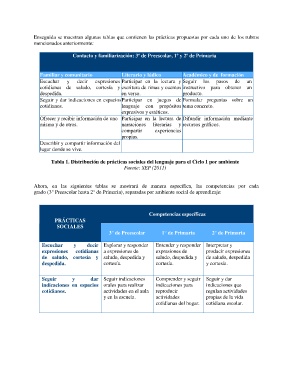 Enseguida se muestran algunas tablas que contienen las prácticas propuestas por cada uno de los rubros
mencionados anteriormente:
Contacto y familiarización: 3º de Preescolar, 1º y 2º de Primaria
Familiar y comunitario
Literario y lúdico
Académico y de formación
Escuchar y decir expresiones
cotidianas de saludo, cortesía y
despedida.
Participar en la lectura y
escritura de rimas y cuentos
en verso.
Seguir los pasos de un
instructivo para obtener un
producto
Seguir y dar indicaciones en espacios
cotidianos.
Participar en juegos de
lenguaje con propósitos
expresivos y estéticos.
Formular preguntas sobre un
tema concreto.
Ofrecer y recibir información de uno
mismo y de otros.
Participar en la lectura de
narraciones literarias y
compartir experiencias
propias.
Difundir información mediante
recursos gráficos.
Describir y compartir información del
lugar donde se vive.
Tabla 1. Distribución de prácticas sociales del lenguaje para el Ciclo 1 por ambiente
Fuente: SEP (2011)
Ahora, en las siguientes tablas se mostrará de manera específica, las competencias por cada
grado (3º Preescolar hasta 2º de Primaria), separadas por ambiente social de aprendizaje:
PRÁCTICAS
SOCIALES
Competencias específicas
3º de Preescolar
1º de Primaria
2º de Primaria
Escuchar y decir
expresiones cotidianas
de saludo, cortesía y
despedida.
Explorar y responder
a expresiones de
saludo, despedida y
cortesía.
Entender y responder
expresiones de
saludo, despedida y
cortesía.
Interpretar y
producir expresiones
de saludo, despedida
y cortesía.
Seguir y dar
indicaciones en espacios
cotidianos.
Seguir indicaciones
orales para realizar
actividades en el aula
y en la escuela.
Comprender y seguir
indicaciones para
reproducir
actividades
cotidianas del hogar.
Seguir y dar
indicaciones que
regulan actividades
propias de la vida
cotidiana escolar.